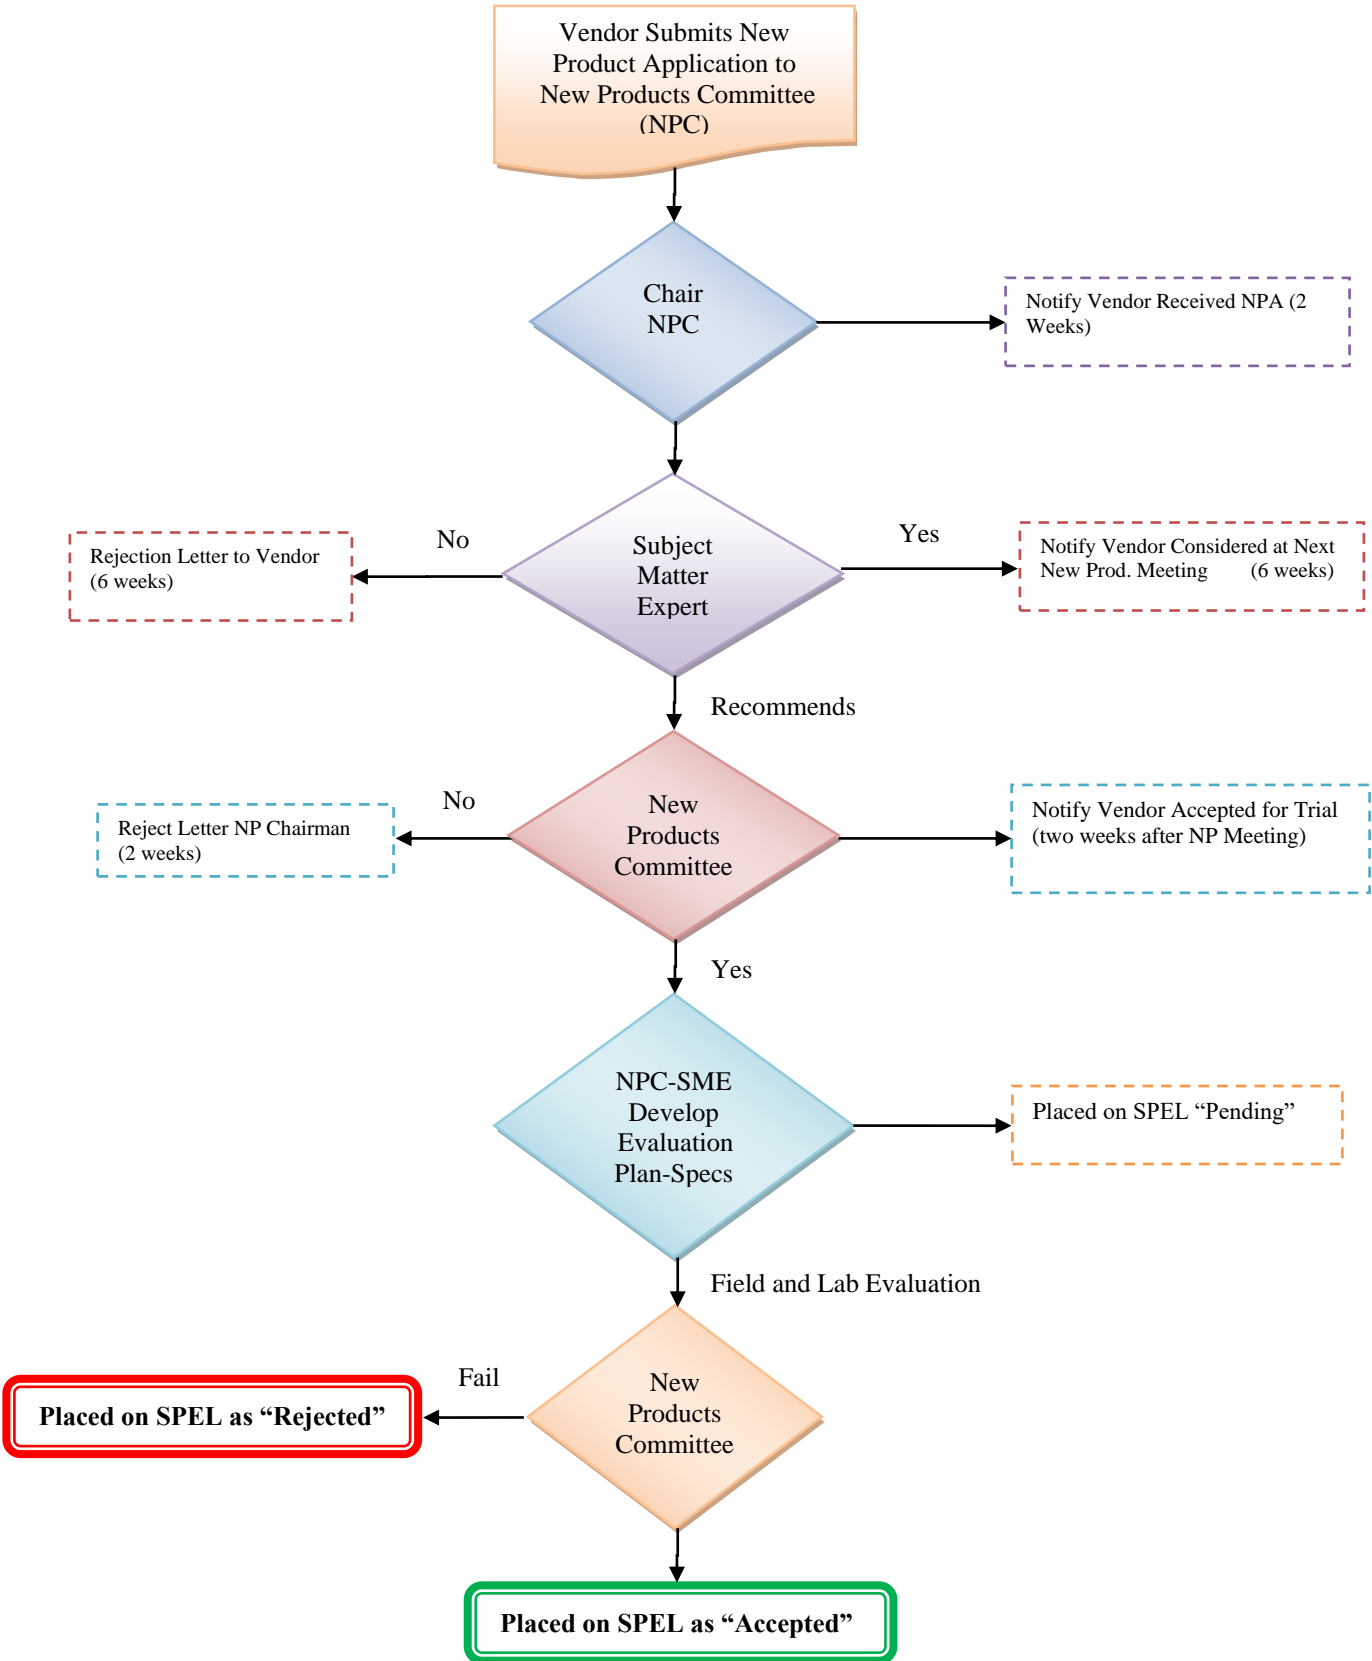 Vendor Submits New
Product Application to
New Products Committee
(NPC)
Chair
NPC
Notify Vendor Received NPA (2
Weeks)
No
Rejection Letter to Vendor
(6 weeks)
Subject
Matter
Expert
Yes
Notify Vendor Considered at Next
New Prod. Meeting (6 weeks)
Recommends
No
Reject Letter NP Chairman
(2 weeks)
New
Products
Committee
Notify Vendor Accepted for Trial
(two weeks after NP Meeting)
Yes
NPC-SME
Develop
Evaluation
Plan-Specs
Placed on SPEL “Pending”
Field and Lab Evaluation
Fail
Placed on SPEL as “Rejected”
New
Products
Committee
Placed on SPEL as “Accepted”